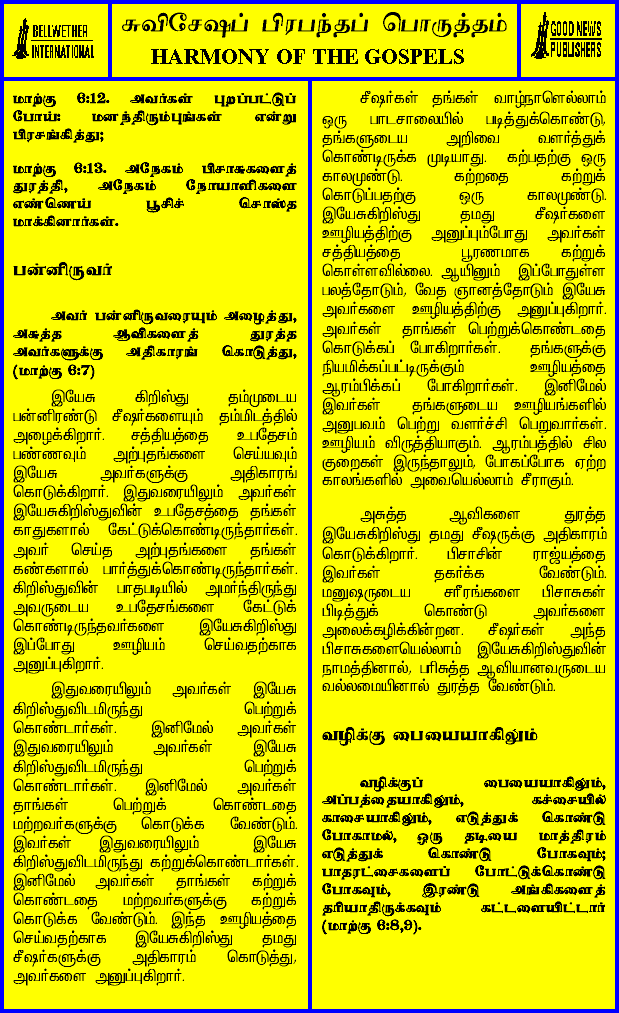 BELLWETHER
INTERNATIONAL
சுவிசேஷப் பிரபந்தப் பொருத்தம்
HARMONY OF THE GOSPELS
GOOD NEWS
PUBLISHERS
மாற்கு 6:12. அவர்கள் புறப்பட்டுப்
போய்: மனந்திரும்புங்கள் என்று
பிரசங்கித்து;
மாற்கு 6:13. அநேகம் பிசாசுகளைத்
துரத்தி, அநேகம் நோயாளிகளை
எண்ணெய் பூசிச் சொஸ்த
மாக்கினார்கள்.
பன்னிருவர்
அவர் பன்னிருவரையும் அழைத்து,
அசுத்த ஆவிகளைத் துரத்த
அவர்களுக்கு அதிகாரங் கொடுத்து,
(மாற்கு 6:7)
இயேசு கிறிஸ்து தம்முடைய
பன்னிரண்டு சீஷர்களையும் தம்மிடத்தில்
அழைக்கிறார். சத்தியத்தை உபதேசம்
பண்ணவும் அற்புதங்களை செய்யவும்
இயேசு அவர்களுக்கு அதிகாரங்
கொடுக்கிறார். இதுவரையிலும் அவர்கள்
இயேசுகிறிஸ்துவின் உபதேசத்தை தங்கள்
காதுகளால் கேட்டுக்கொண்டிருந்தார்கள்.
அவர் செய்த அற்புதங்களை தங்கள்
கண்களால் பார்த்துக்கொண்டிருந்தார்கள்.
கிறிஸ்துவின் பாதபடியில் அமர்ந்திருந்து
அவருடைய உபதேசங்களை கேட்டுக்
கொண்டிருந்தவர்களை இயேசுகிறிஸ்து
இப்போது ஊழியம் செய்வதற்காக
அனுப்புகிறார்.
இதுவரையிலும் அவர்கள் இயேசு
கிறிஸ்துவிடமிருந்து பெற்றுக்
கொண்டார்கள். இனிமேல் அவர்கள்
இதுவரையிலும் அவர்கள் இயேசு
கிறிஸ்துவிடமிருந்து பெற்றுக்
கொண்டார்கள். இனிமேல் அவர்கள்
தாங்கள் பெற்றுக் கொண்டதை
மற்றவர்களுக்கு கொடுக்க வேண்டும்.
இவர்கள் இதுவரையிலும் இயேசு
கிறிஸ்துவிடமிருந்து கற்றுக்கொண்டார்கள்.
இனிமேல் அவர்கள் தாங்கள் கற்றுக்
கொண்டதை மற்றவர்களுக்கு கற்றுக்
கொடுக்க வேண்டும். இந்த ஊழியத்தை
செய்வதற்காக இயேசுகிறிஸ்து தமது
சீஷர்களுக்கு அதிகாரம் கொடுத்து,
அவர்களை அனுப்புகிறார்.
சீஷர்கள் தங்கள் வாழ்நாளெல்லாம்
ஒரு பாடசாலையில் படித்துக்கொண்டு,
தங்களுடைய அறிவை வளர்த்துக்
கொண்டிருக்க முடியாது. கற்பதற்கு ஒரு
காலமுண்டு. கற்றதை கற்றுக்
கொடுப்பதற்கு ஒரு காலமுண்டு.
இயேசுகிறிஸ்து தமது சீஷர்களை
ஊழியத்திற்கு அனுப்பும்போது அவர்கள்
சத்தியத்தை பூரணமாக கற்றுக்
கொள்ளவில்லை. ஆயினும் இப்போதுள்ள
பலத்தோடும், வேத ஞானத்தோடும் இயேசு
அவர்களை ஊழியத்திற்கு அனுப்புகிறார்.
அவர்கள் தாங்கள் பெற்றுக்கொண்டதை
கொடுக்கப் போகிறார்கள். தங்களுக்கு
நியமிக்கப்பட்டிருக்கும் ஊழியத்தை
ஆரம்பிக்கப் போகிறார்கள். இனிமேல்
இவர்கள் தங்களுடைய ஊழியங்களில்
அனுபவம் பெற்று வளர்ச்சி பெறுவார்கள்.
ஊழியம் விருத்தியாகும். ஆரம்பத்தில் சில
குறைகள் இருந்தாலும், போகப்போக ஏற்ற
காலங்களில் அவையெல்லாம் சீராகும்.
அசுத்த ஆவிகளை துரத்த
இயேசுகிறிஸ்து தமது சீஷருக்கு அதிகாரம்
கொடுக்கிறார். பிசாசின் ராஜ்யத்தை
இவர்கள் தகர்க்க வேண்டும்.
மனுஷருடைய சரீரங்களை பிசாசுகள்
பிடித்துக் கொண்டு அவர்களை
அலைக்கழிக்கின்றன. சீஷர்கள் அந்த
பிசாசுகளையெல்லாம் இயேசுகிறிஸ்துவின்
நாமத்தினால், பரிசுத்த ஆவியானவருடைய
வல்லமையினால் துரத்த வேண்டும்.
வழிக்கு பையையாகிலும்
வழிக்குப் பையையாகிலும்,
அப்பத்தையாகிலும், கச்சையில்
காசையாகிலும், எடுத்துக் கொண்டு
போகாமல், ஒரு தடியை மாத்திரம்
எடுத்துக் கொண்டு போகவும்;
பாதரட்சைகளைப் போட்டுக்கொண்டு
போகவும், இரண்டு அங்கிகளைத்
தரியாதிருக்கவும் கட்டளையிட்டார்
(மாற்கு 6:8,9).